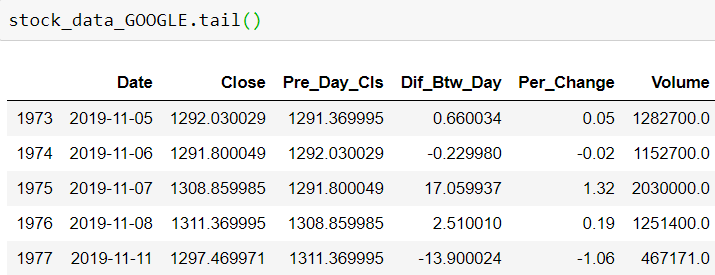 stock_data_GOOGLE.tail()
Date Close Pre_Day_Cls Dif_Btw_Day Per_Change Volume
1973 2019-11-05 1292.030029 1291.369995 0.660034 0.05 1282700.0
1974 2019-11-06 1291.800049 1292.030029 -0.229980 -0.02 1152700.0
1975 2019-11-07 1308.859985 1291.800049 17.059937 1.32 2030000.0
1976 2019-11-08 1311.369995 1308.859985 2.510010 0.19 1251400.0
1977 2019-11-11 1297.469971 1311.369995 -13.900024 -1.06 467171.0